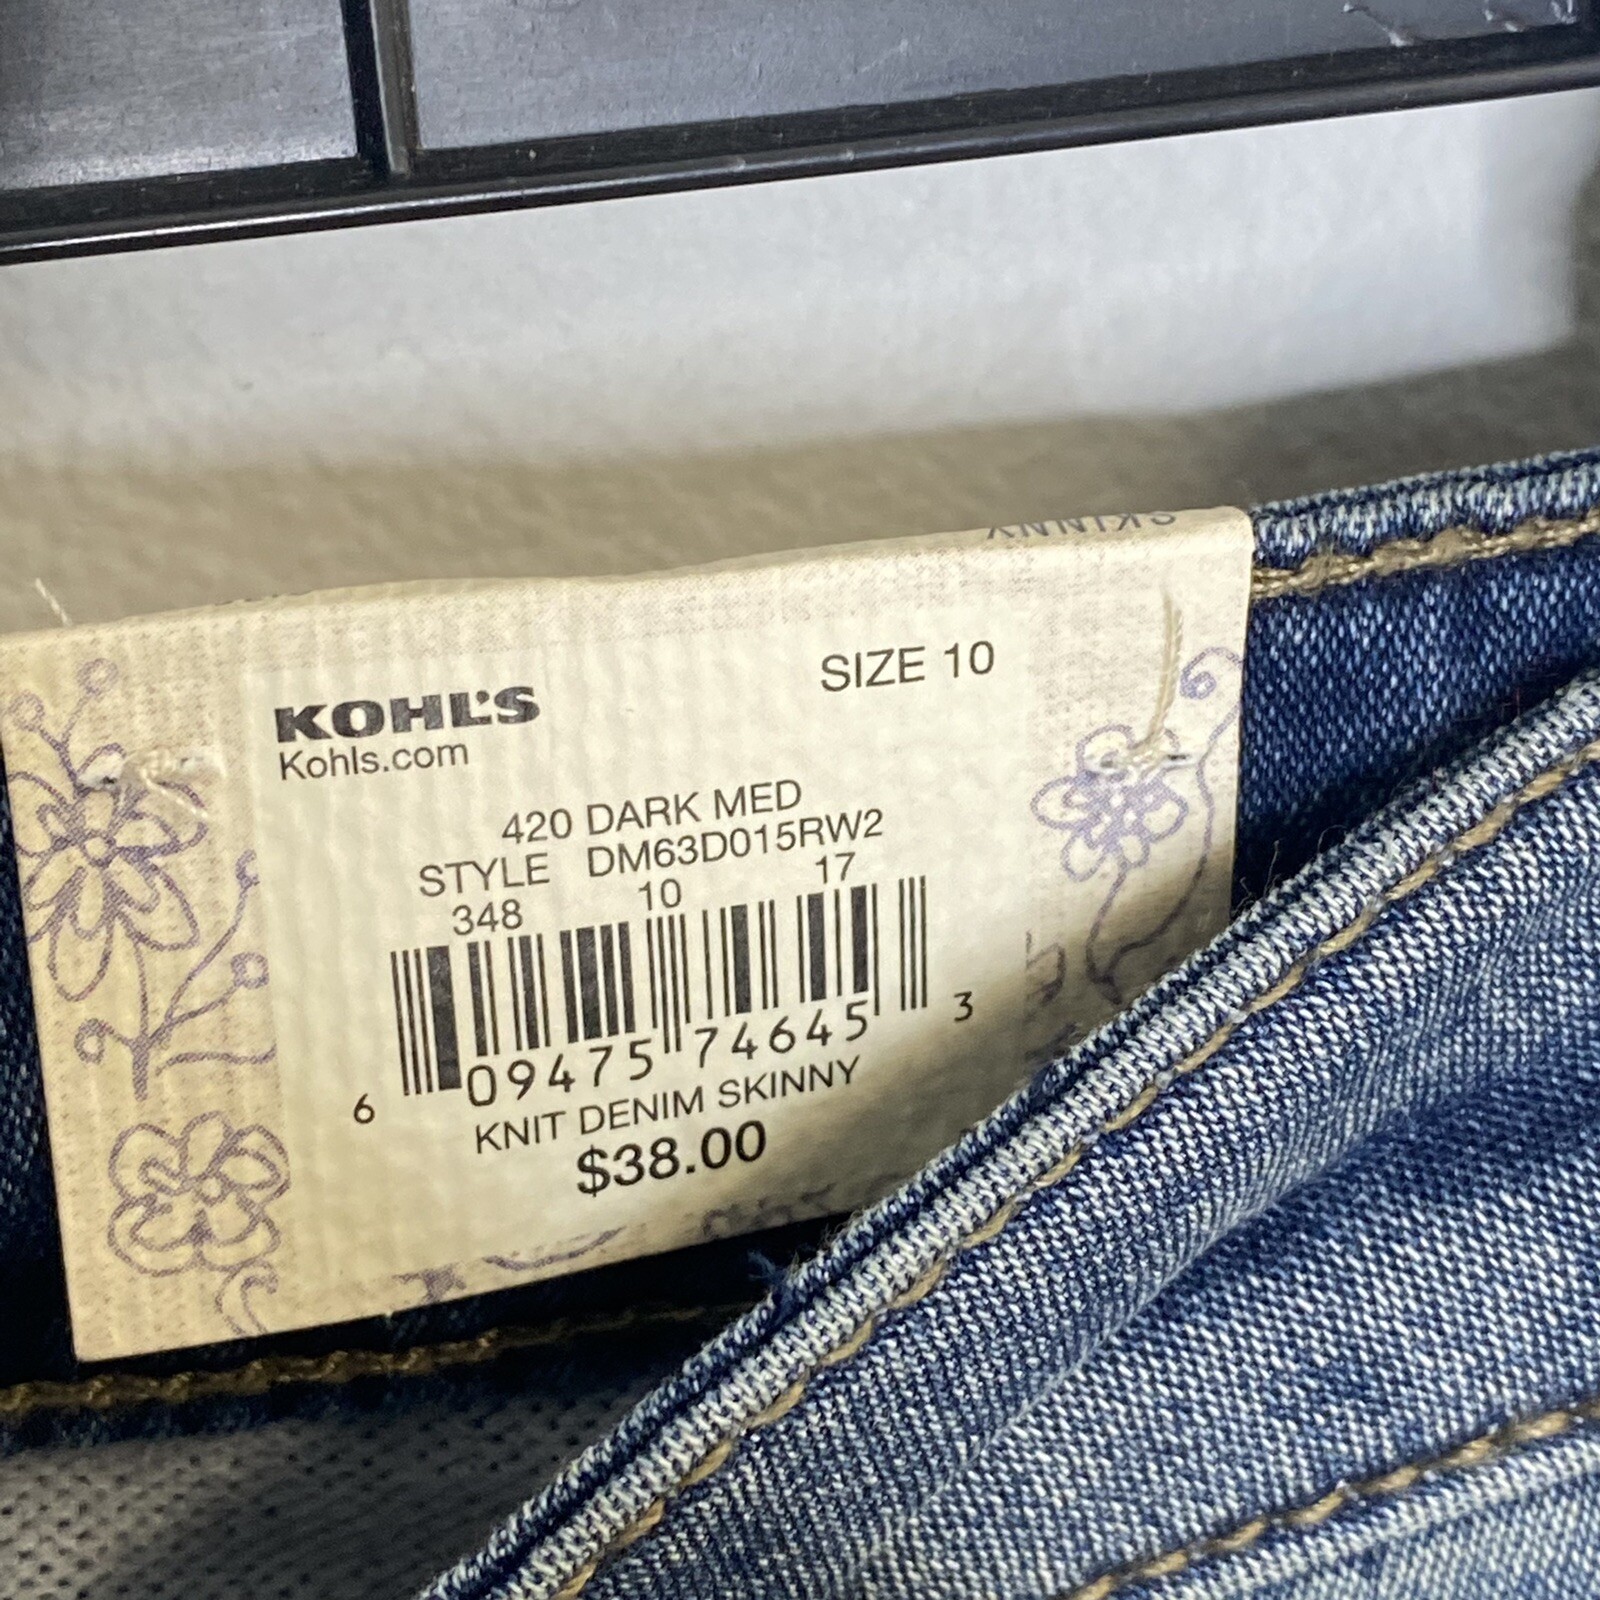 SKINNY
KOHL'S
SIZE 10
Kohls.com
420 DARK MED
STYLE DM63D015RW2
348 10 17
6 09475 74645 3
KNIT DENIM SKINNY
$38.00